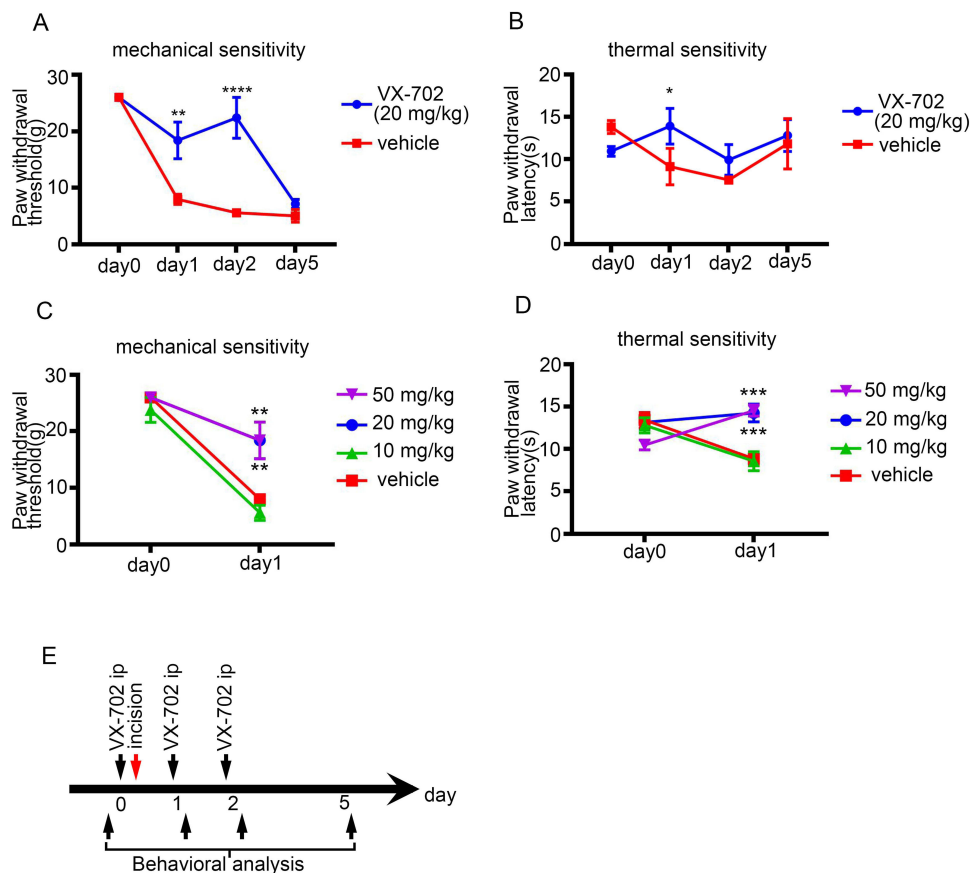 A
mechanical sensitivity
Paw withdrawal
threshold(g)
30
20
10
0
**
****
day0 day1 day2 day5
VX-702
(20 mg/kg)
vehicle
B
thermal sensitivity
Paw withdrawal
latency(s)
20
15
10
5
0
*
day0 day1 day2 day5
VX-702
(20 mg/kg)
vehicle
C
mechanical sensitivity
Paw withdrawal
threshold(g)
30
20
10
0
**
**
day0 day1
50 mg/kg
20 mg/kg
10 mg/kg
vehicle
D
thermal sensitivity
Paw withdrawal
latency(s)
20
15
10
5
0
***
***
day0 day1
50 mg/kg
20 mg/kg
10 mg/kg
vehicle
E
VX-702 ip
incision
VX-702 ip
VX-702 ip
0 1 2 5
day
Behavioral analysis